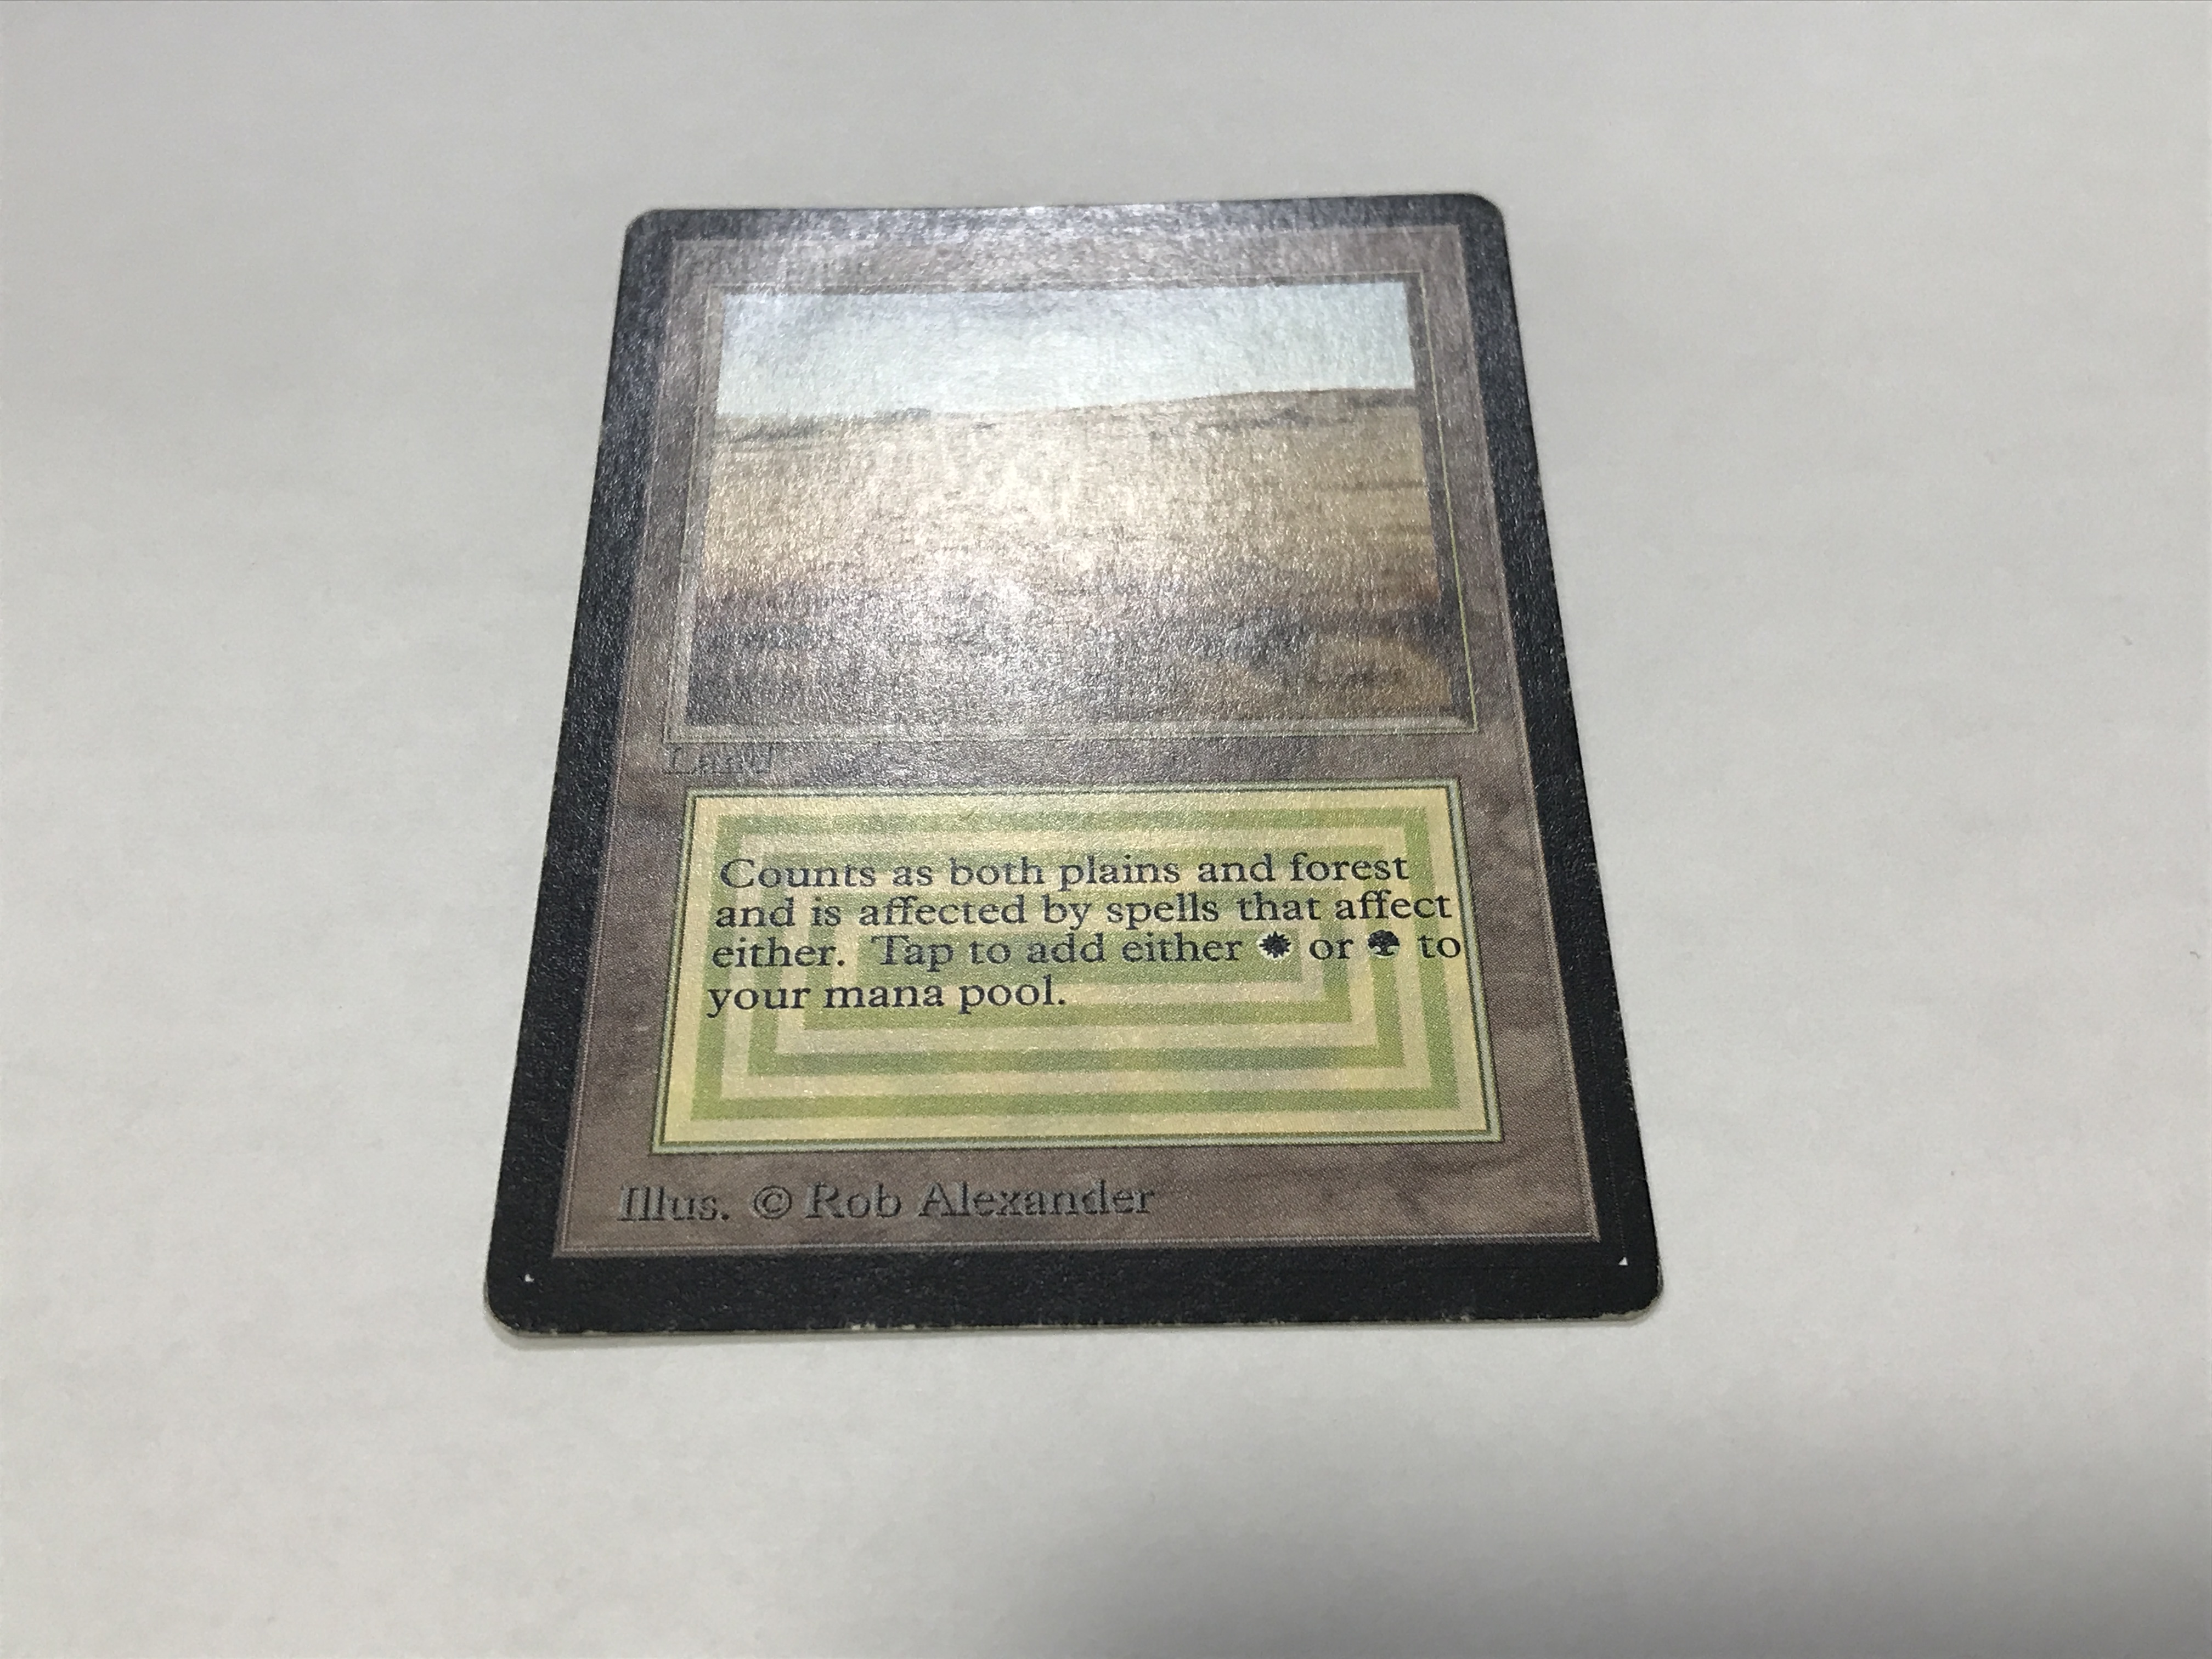 Land
Counts as both plains and forest
and is affected by spells that affect
either. Tap to add either or to
your mana pool.
Illus. © Rob Alexander